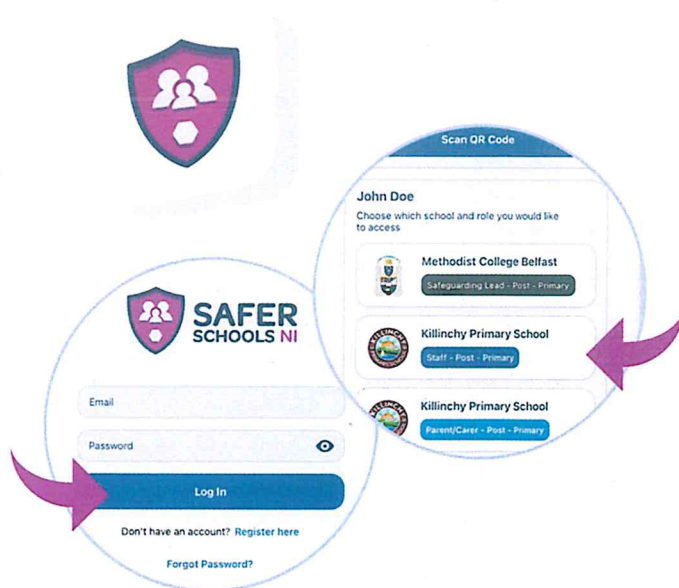 Scan QR Code
John Doe
Choose which school and role you would like
to access
Methodist College Belfast
Safeguarding Lead - Post - Primary
Killinchy Primary School
Staff - Post - Primary
Killinchy Primary School
Parent/Carer - Post - Primary
SAFER
SCHOOLS NI
Email
Password
Log In
Don't have an account? Register here
Forgot Password?